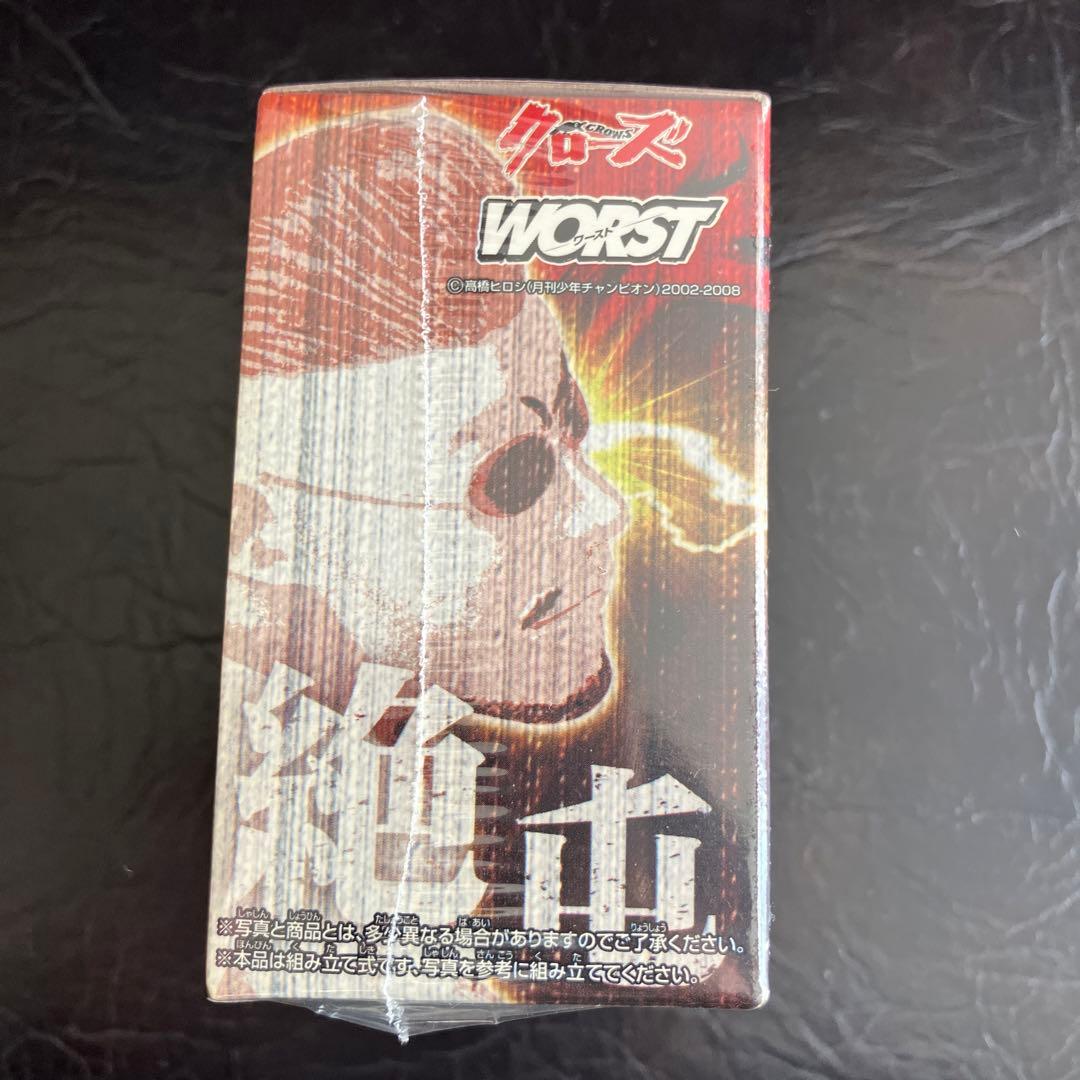 クローズ
CROWS
WORST
ワースト
©高橋ヒロシ(月刊少年チャンピオン)2002-2008
絶
※写真と商品とは、多少異なる場合がありますのでご了承ください。
※本品は組み立て式です、写真を参考に組み立ててください。